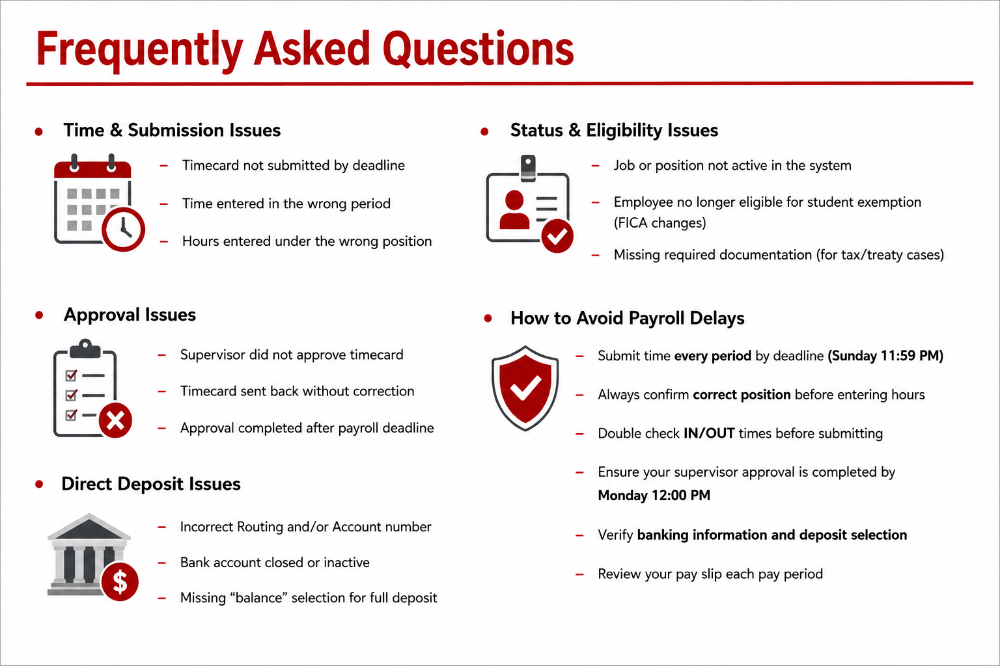 Frequently Asked Questions
• Time & Submission Issues
– Timecard not submitted by deadline
– Time entered in the wrong period
– Hours entered under the wrong position
• Approval Issues
– Supervisor did not approve timecard
– Timecard sent back without correction
– Approval completed after payroll deadline
• Direct Deposit Issues
$
– Incorrect Routing and/or Account number
– Bank account closed or inactive
– Missing “balance” selection for full deposit
• Status & Eligibility Issues
– Job or position not active in the system
– Employee no longer eligible for student exemption
(FICA changes)
– Missing required documentation (for tax/treaty cases)
• How to Avoid Payroll Delays
– Submit time every period by deadline (Sunday 11:59 PM)
– Always confirm correct position before entering hours
– Double check IN/OUT times before submitting
– Ensure your supervisor approval is completed by
Monday 12:00 PM
– Verify banking information and deposit selection
– Review your pay slip each pay period